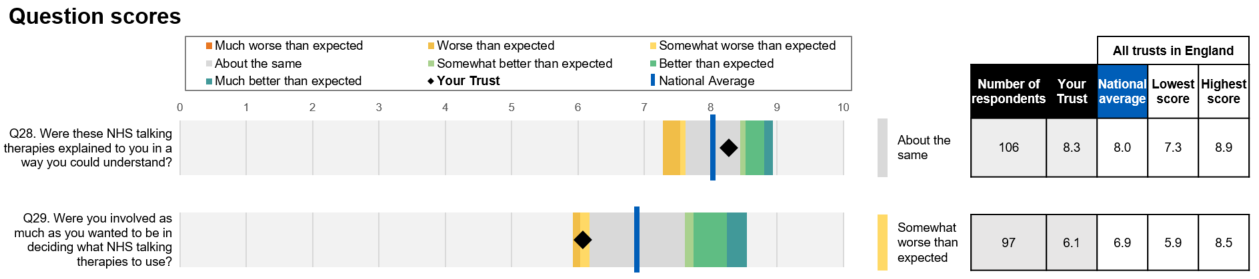 Question scores
Much worse than expected
Worse than expected
Somewhat worse than expected
About the same
Somewhat better than expected
Better than expected
Much better than expected
Your Trust
National Average
All trusts in England
Number of respondents
Your Trust
National average
Lowest score
Highest score
0 1 2 3 4 5 6 7 8 9 10
Q28. Were these NHS talking
therapies explained to you in a
way you could understand?
About the
same
106 8.3 8.0 7.3 8.9
Q29. Were you involved as
much as you wanted to be in
deciding what NHS talking
therapies to use?
Somewhat
worse than
expected
97 6.1 6.9 5.9 8.5